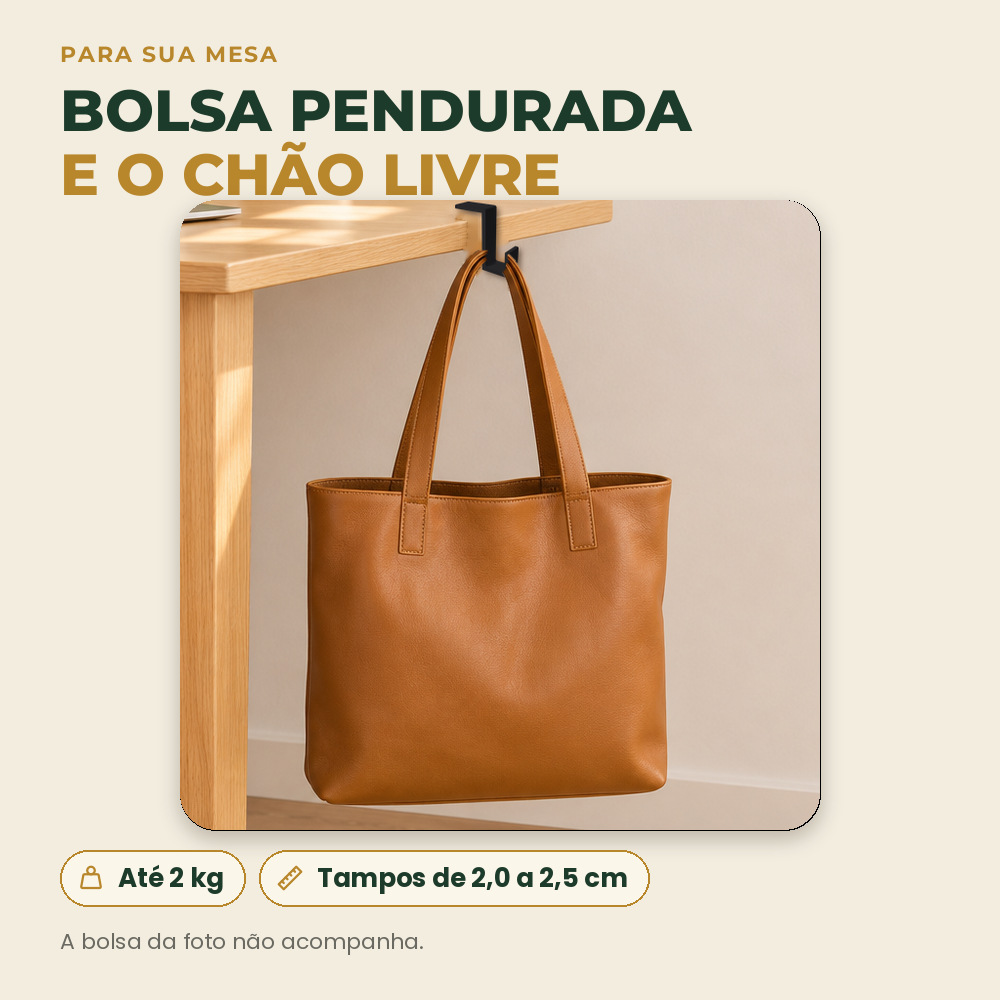 PARA SUA MESA
BOLSA PENDURADA
E O CHÃO LIVRE
Até 2 kg
Tampos de 2,0 a 2,5 cm
A bolsa da foto não acompanha.